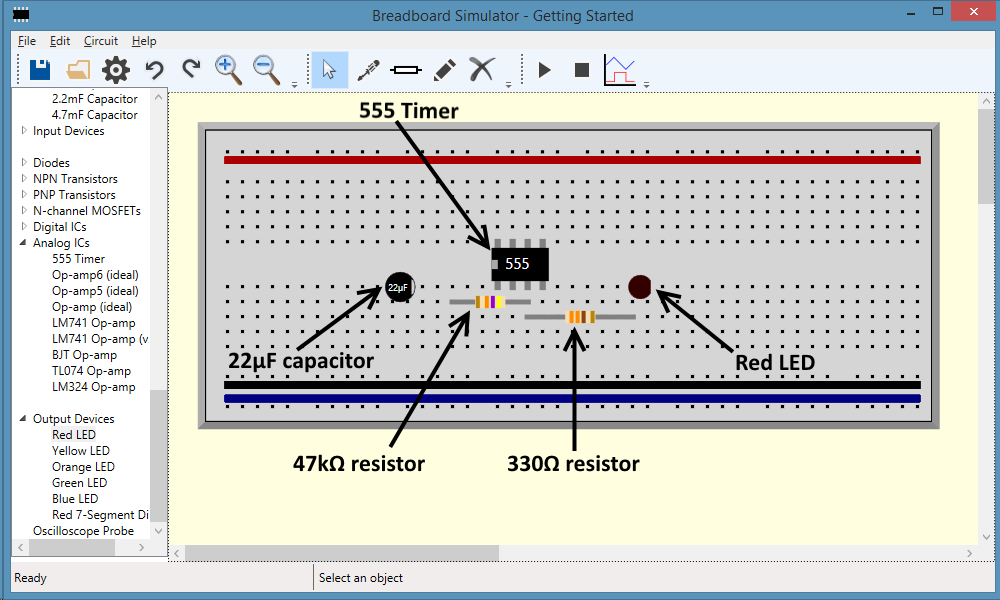 Breadboard Simulator - Getting Started
File Edit Circuit Help
2.2mF Capacitor
4.7mF Capacitor
Input Devices
Diodes
NPN Transistors
PNP Transistors
N-channel MOSFETs
Digital ICs
Analog ICs
555 Timer
Op-amp6 (ideal)
Op-amp5 (ideal)
Op-amp (ideal)
LM741 Op-amp
LM741 Op-amp (v
BJT Op-amp
TL074 Op-amp
LM324 Op-amp
Output Devices
Red LED
Yellow LED
Orange LED
Green LED
Blue LED
Red 7-Segment Di
Oscilloscope Probe
555 Timer
555
22µF
22µF capacitor
Red LED
47kΩ resistor
330Ω resistor
Ready
Select an object